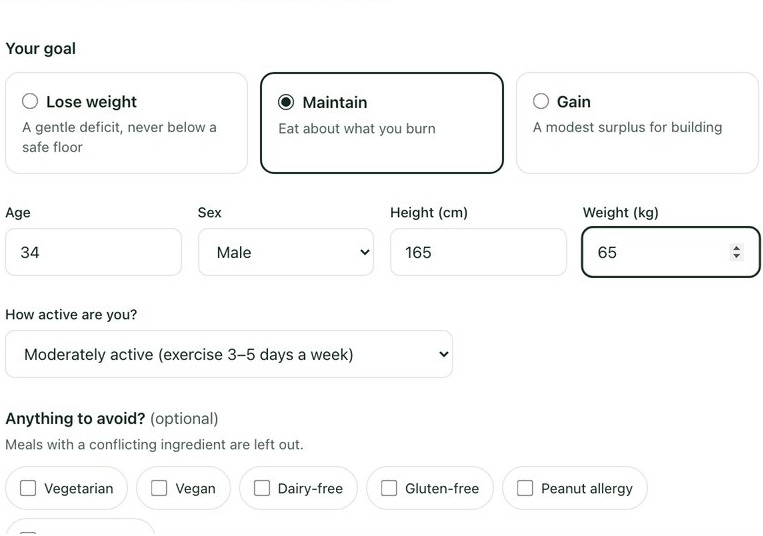 Your goal
Lose weight
A gentle deficit, never below a
safe floor
Maintain
Eat about what you burn
Gain
A modest surplus for building
Age
Sex
Height (cm)
Weight (kg)
34
Male
165
65
How active are you?
Moderately active (exercise 3–5 days a week)
Anything to avoid? (optional)
Meals with a conflicting ingredient are left out.
Vegetarian
Vegan
Dairy-free
Gluten-free
Peanut allergy